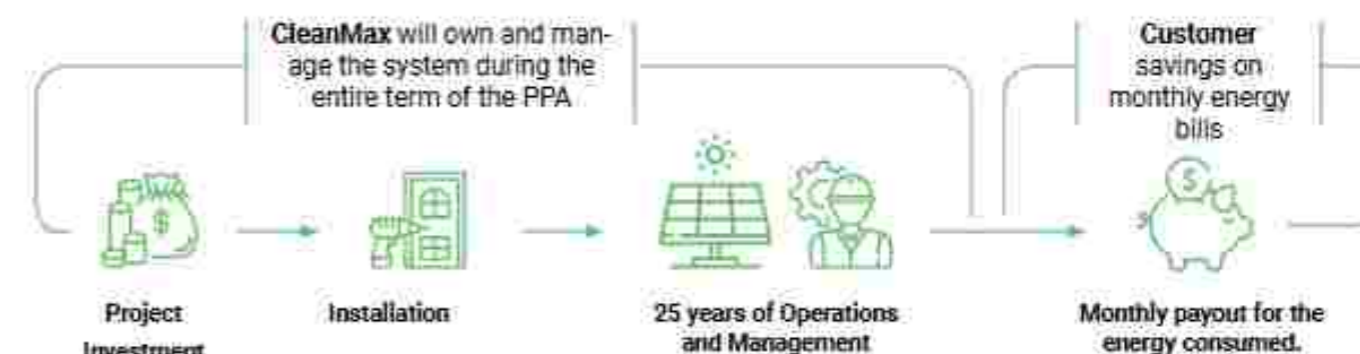 CleanMax will own and man-
age the system during the
entire term of the PPA
Customer
savings on
monthly energy
bills
Project
Investment
Installation
25 years of Operations
and Management
Monthly payout for the
energy consumed.